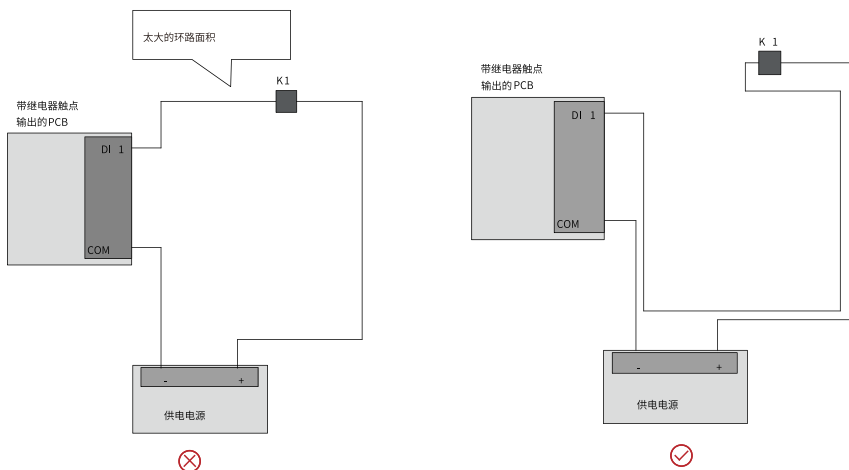 太大的环路面积
K1
带继电器触点
输出的PCB
DI 1
COM
- +
供电电源
K 1
带继电器触点
输出的PCB
DI 1
COM
- +
供电电源